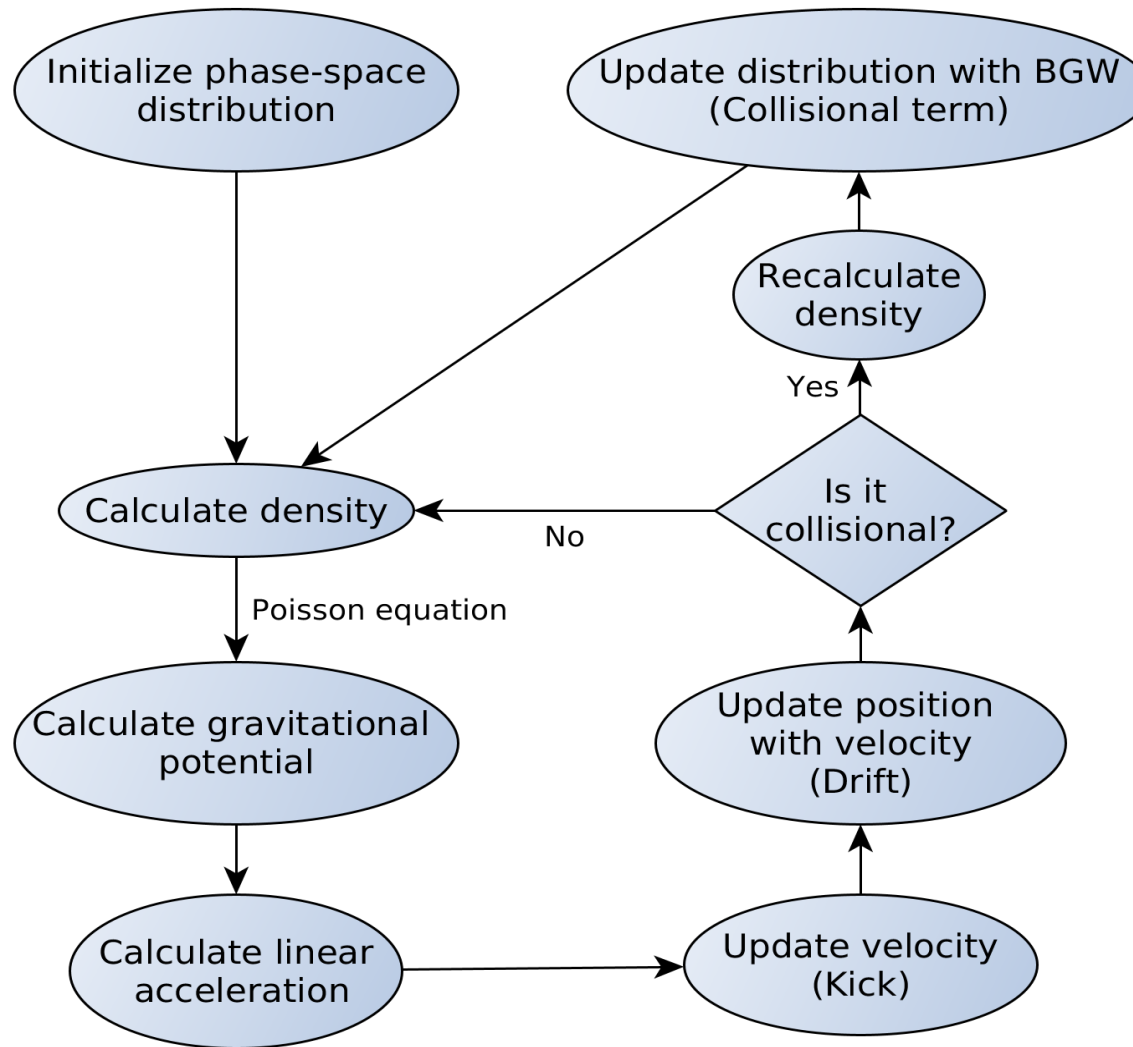 Initialize phase-space
distribution
Update distribution with BGW
(Collisional term)
Recalculate
density
Yes
Is it
collisional?
Calculate density
No
Poisson equation
Calculate gravitational
potential
Update position
with velocity
(Drift)
Calculate linear
acceleration
Update velocity
(Kick)